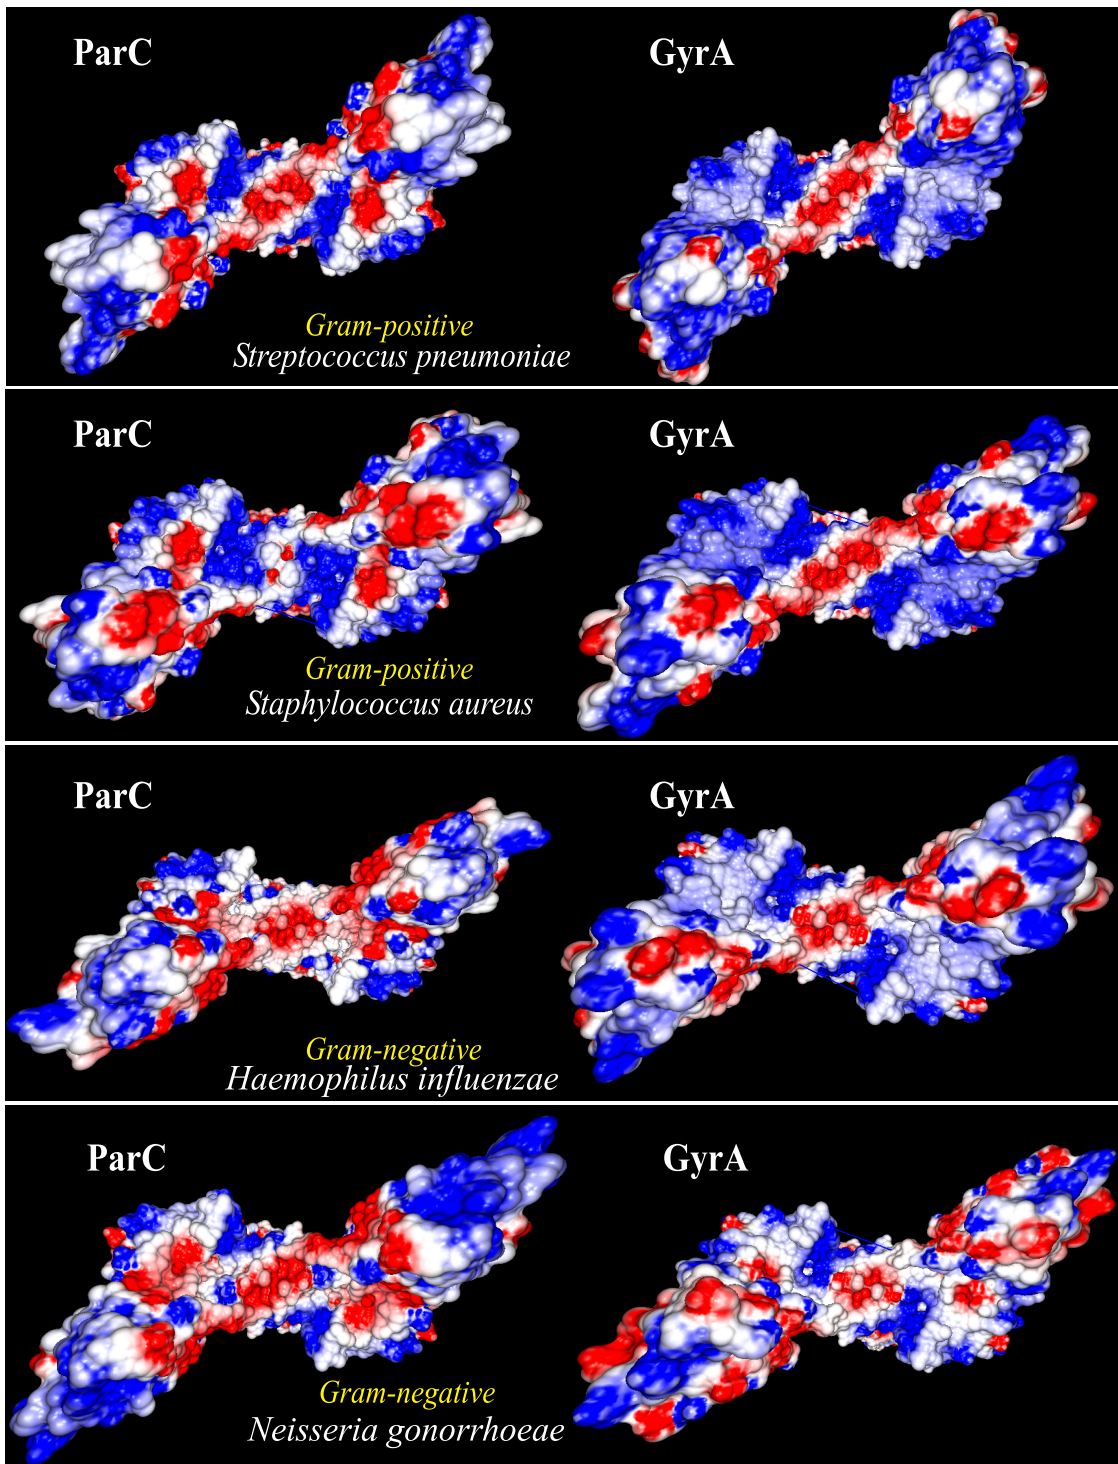 ParC
GyrA
Gram-positive
Streptococcus pneumoniae
ParC
GyrA
Gram-positive
Staphylococcus aureus
ParC
GyrA
Gram-negative
Haemophilus influenzae
ParC
GyrA
Gram-negative
Neisseria gonorrhoeae